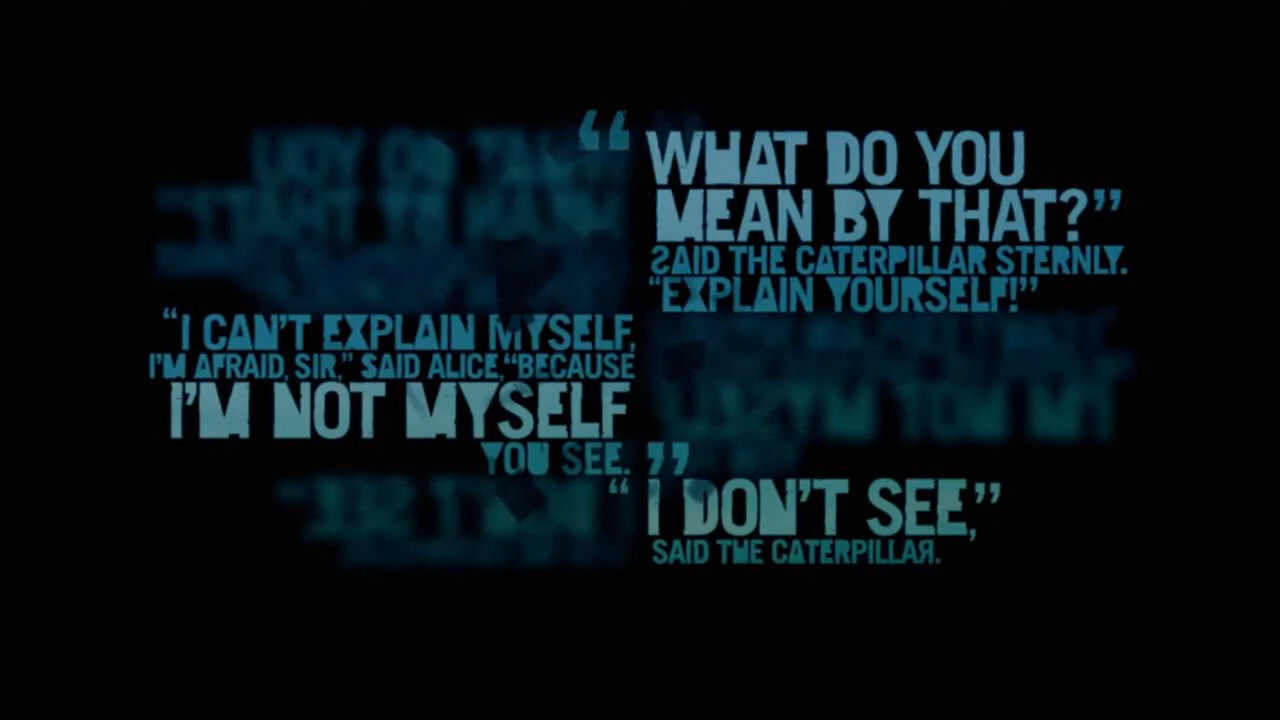 “WHAT DO YOU
MEAN BY THAT?”
SAID THE CATERPILLAR STERNLY.
“EXPLAIN YOURSELF!”
“I CAN’T EXPLAIN MYSELF,
I’M AFRAID, SIR,” SAID ALICE, “BECAUSE
I’M NOT MYSELF
YOU SEE.”
“I DON’T SEE,”
SAID THE CATERPILLAR.